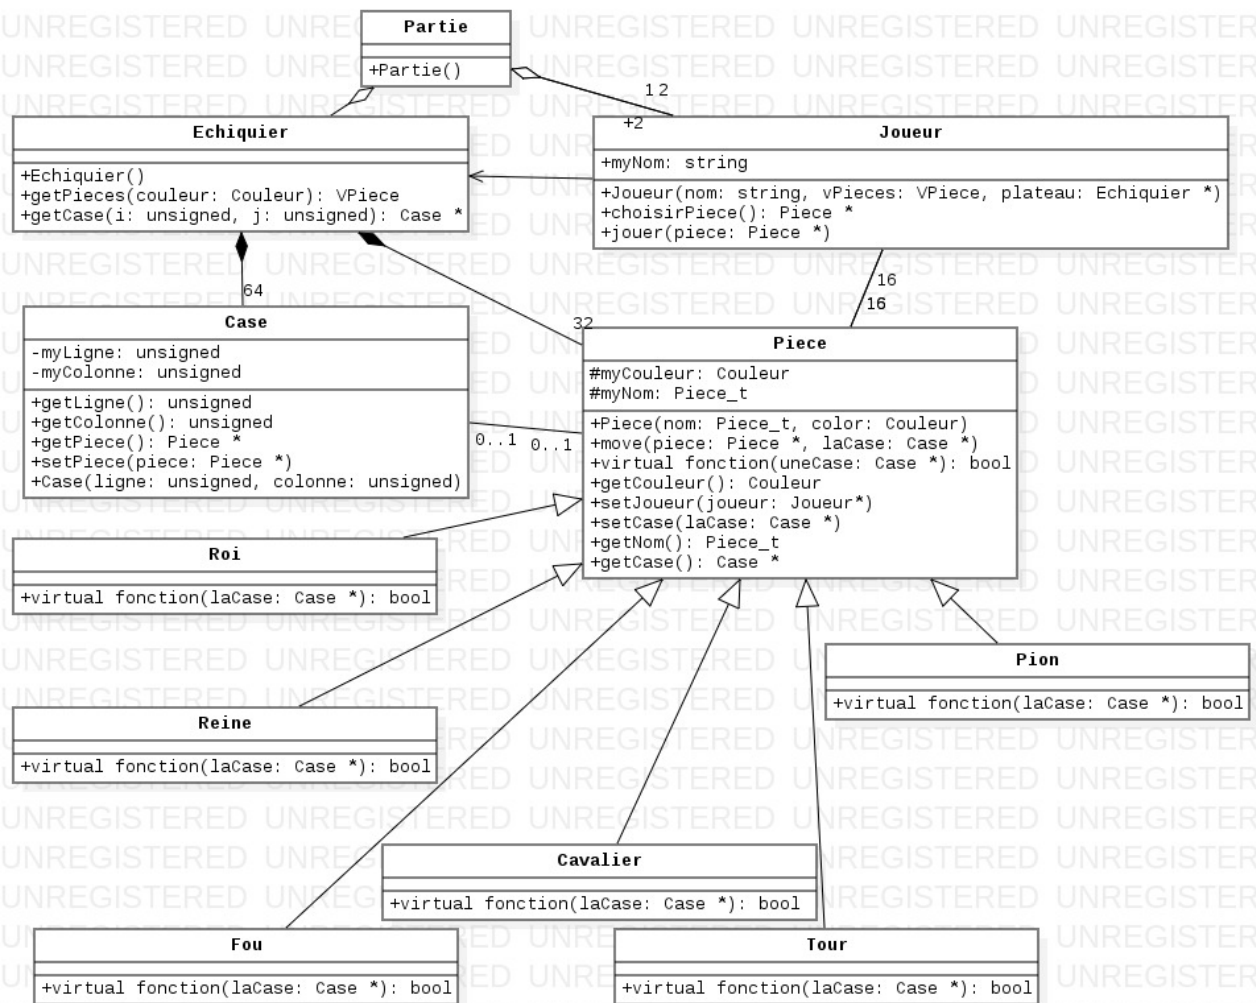 Partie
+Partie()
12
+2
Echiquier
+Echiquier()
+getPieces(couleur: Couleur): VPiece
+getCase(i: unsigned, j: unsigned): Case *
Joueur
+myNom: string
+Joueur(nom: string, vPieces: VPiece, plateau: Echiquier *)
+choisirPiece(): Piece *
+jouer(piece: Piece *)
64
32
16
16
Case
-myLigne: unsigned
-myColonne: unsigned
+getLigne(): unsigned
+getColonne(): unsigned
+getPiece(): Piece *
+setPiece(piece: Piece *)
+Case(ligne: unsigned, colonne: unsigned)
0..1 0..1
Piece
#myCouleur: Couleur
#myNom: Piece_t
+Piece(nom: Piece_t, color: Couleur)
+move(piece: Piece *, laCase: Case *)
+virtual fonction(uneCase: Case *): bool
+getCouleur(): Couleur
+setJoueur(joueur: Joueur*)
+setCase(laCase: Case *)
+getNom(): Piece_t
+getCase(): Case *
Roi
+virtual fonction(laCase: Case *): bool
Reine
+virtual fonction(laCase: Case *): bool
Pion
+virtual fonction(laCase: Case *): bool
Cavalier
+virtual fonction(laCase: Case *): bool
Fou
+virtual fonction(laCase: Case *): bool
Tour
+virtual fonction(laCase: Case *): bool
UNREGISTERED